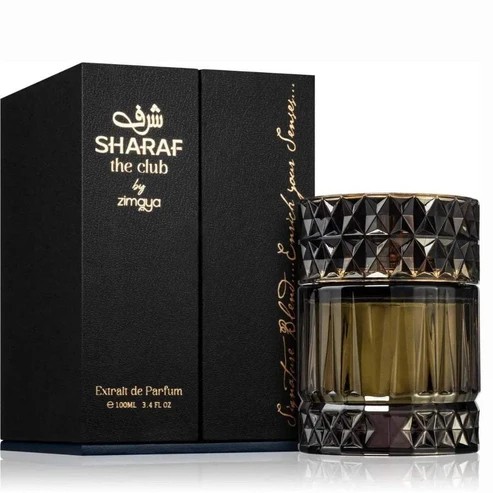 شرف
SHARAF
the club
by
zimaya
Extrait de Parfum
℮ 100ML 3.4 FL OZ
Signature Blend...Enrich your Senses...